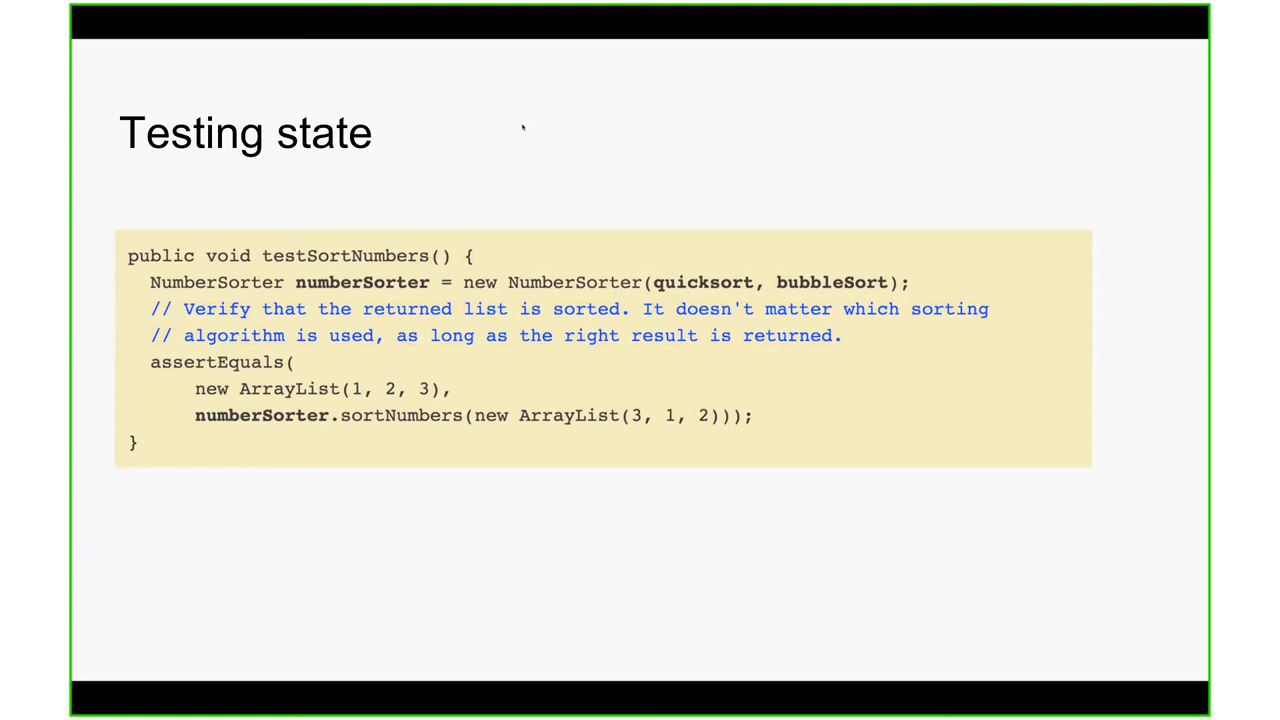 Testing state
public void testSortNumbers() {
  NumberSorter numberSorter = new NumberSorter(quicksort, bubbleSort);
  // Verify that the returned list is sorted. It doesn't matter which sorting
  // algorithm is used, as long as the right result is returned.
  assertEquals(
      new ArrayList(1, 2, 3),
      numberSorter.sortNumbers(new ArrayList(3, 1, 2)));
}